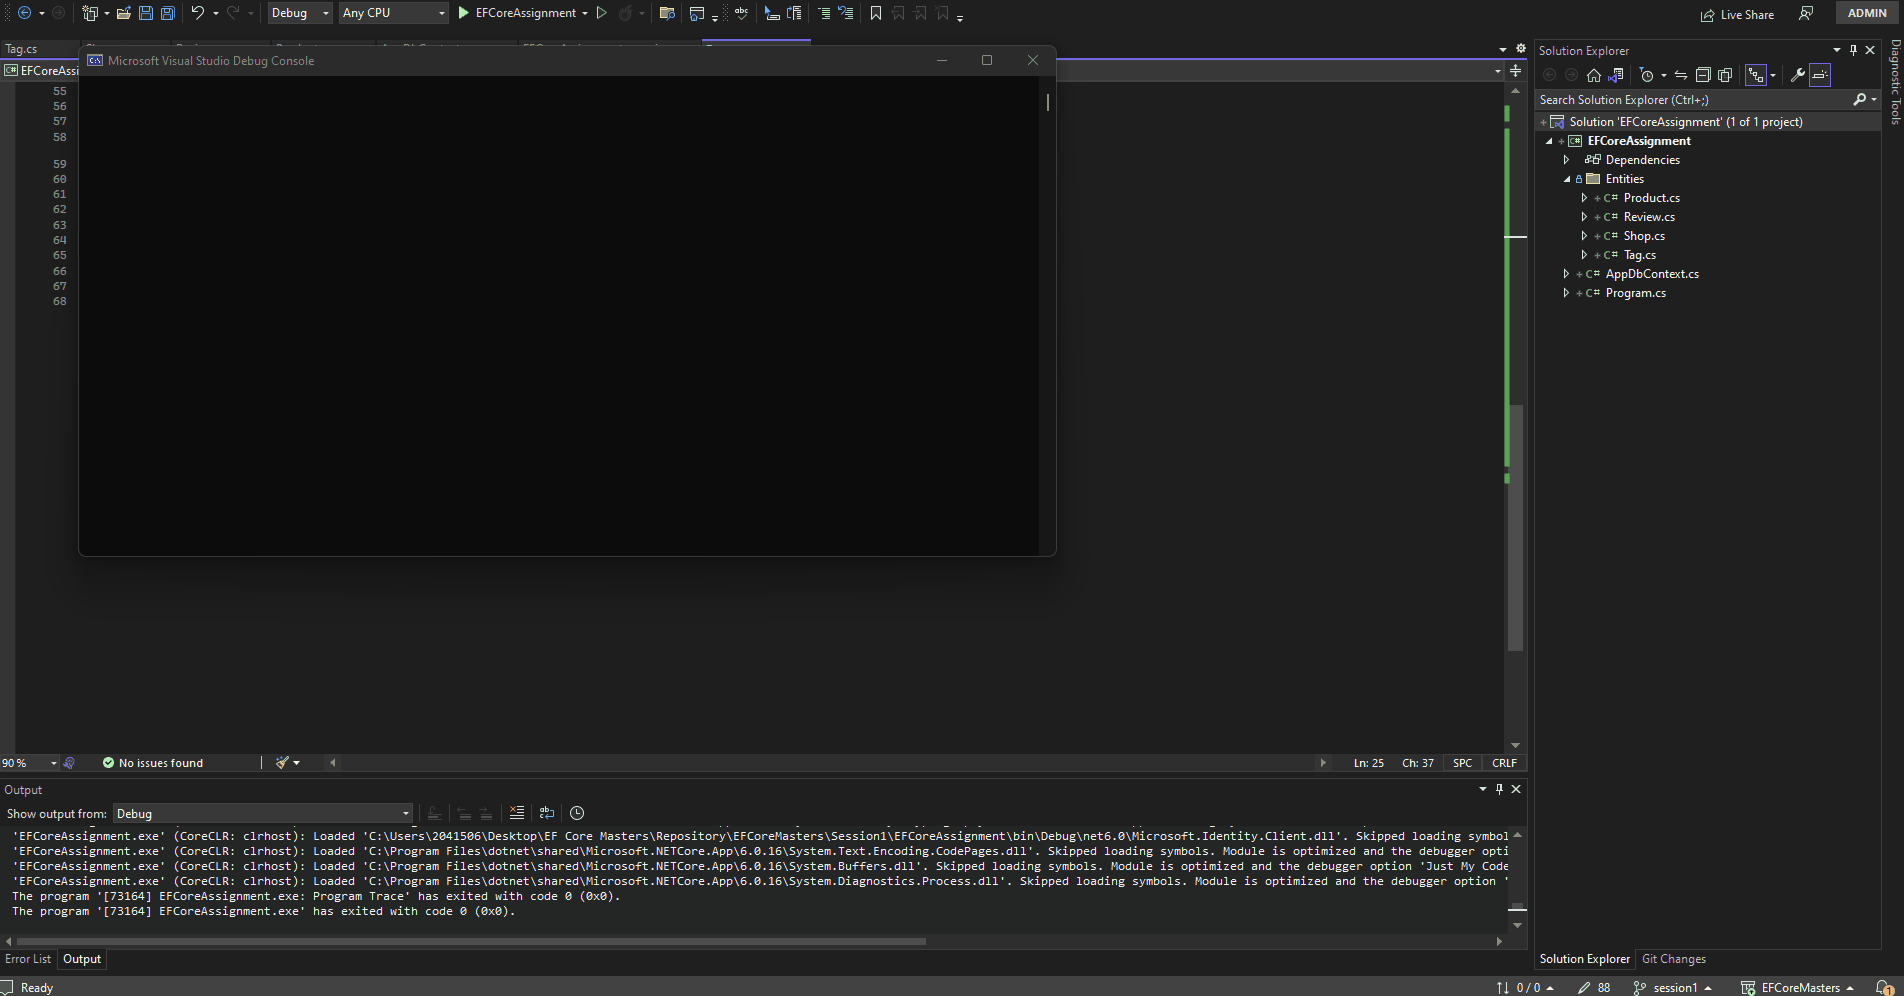 Debug
Any CPU
EFCoreAssignment
Live Share
ADMIN
Tag.cs
EFCoreAssi
Microsoft Visual Studio Debug Console
55
56
57
58
59
60
61
62
63
64
65
66
67
68
90 %
No issues found
Ln: 25 Ch: 37 SPC CRLF
Output
Show output from: Debug
'EFCoreAssignment.exe' (CoreCLR: clrhost): Loaded 'C:\Users\2041506\Desktop\EF Core Masters\Repository\EFCoreMasters\Session1\EFCoreAssignment\bin\Debug\net6.0\Microsoft.Identity.Client.dll'. Skipped loading symbol
'EFCoreAssignment.exe' (CoreCLR: clrhost): Loaded 'C:\Program Files\dotnet\shared\Microsoft.NETCore.App\6.0.16\System.Text.Encoding.CodePages.dll'. Skipped loading symbols. Module is optimized and the debugger opti
'EFCoreAssignment.exe' (CoreCLR: clrhost): Loaded 'C:\Program Files\dotnet\shared\Microsoft.NETCore.App\6.0.16\System.Buffers.dll'. Skipped loading symbols. Module is optimized and the debugger option 'Just My Code
'EFCoreAssignment.exe' (CoreCLR: clrhost): Loaded 'C:\Program Files\dotnet\shared\Microsoft.NETCore.App\6.0.16\System.Diagnostics.Process.dll'. Skipped loading symbols. Module is optimized and the debugger option '
The program '[73164] EFCoreAssignment.exe: Program Trace' has exited with code 0 (0x0).
The program '[73164] EFCoreAssignment.exe' has exited with code 0 (0x0).
Error List Output
Solution Explorer
Search Solution Explorer (Ctrl+;)
Solution 'EFCoreAssignment' (1 of 1 project)
C# EFCoreAssignment
Dependencies
Entities
C# Product.cs
C# Review.cs
C# Shop.cs
C# Tag.cs
C# AppDbContext.cs
C# Program.cs
Solution Explorer Git Changes
Diagnostic Tools
Ready
0 / 0
88
session1
EFCoreMasters
1